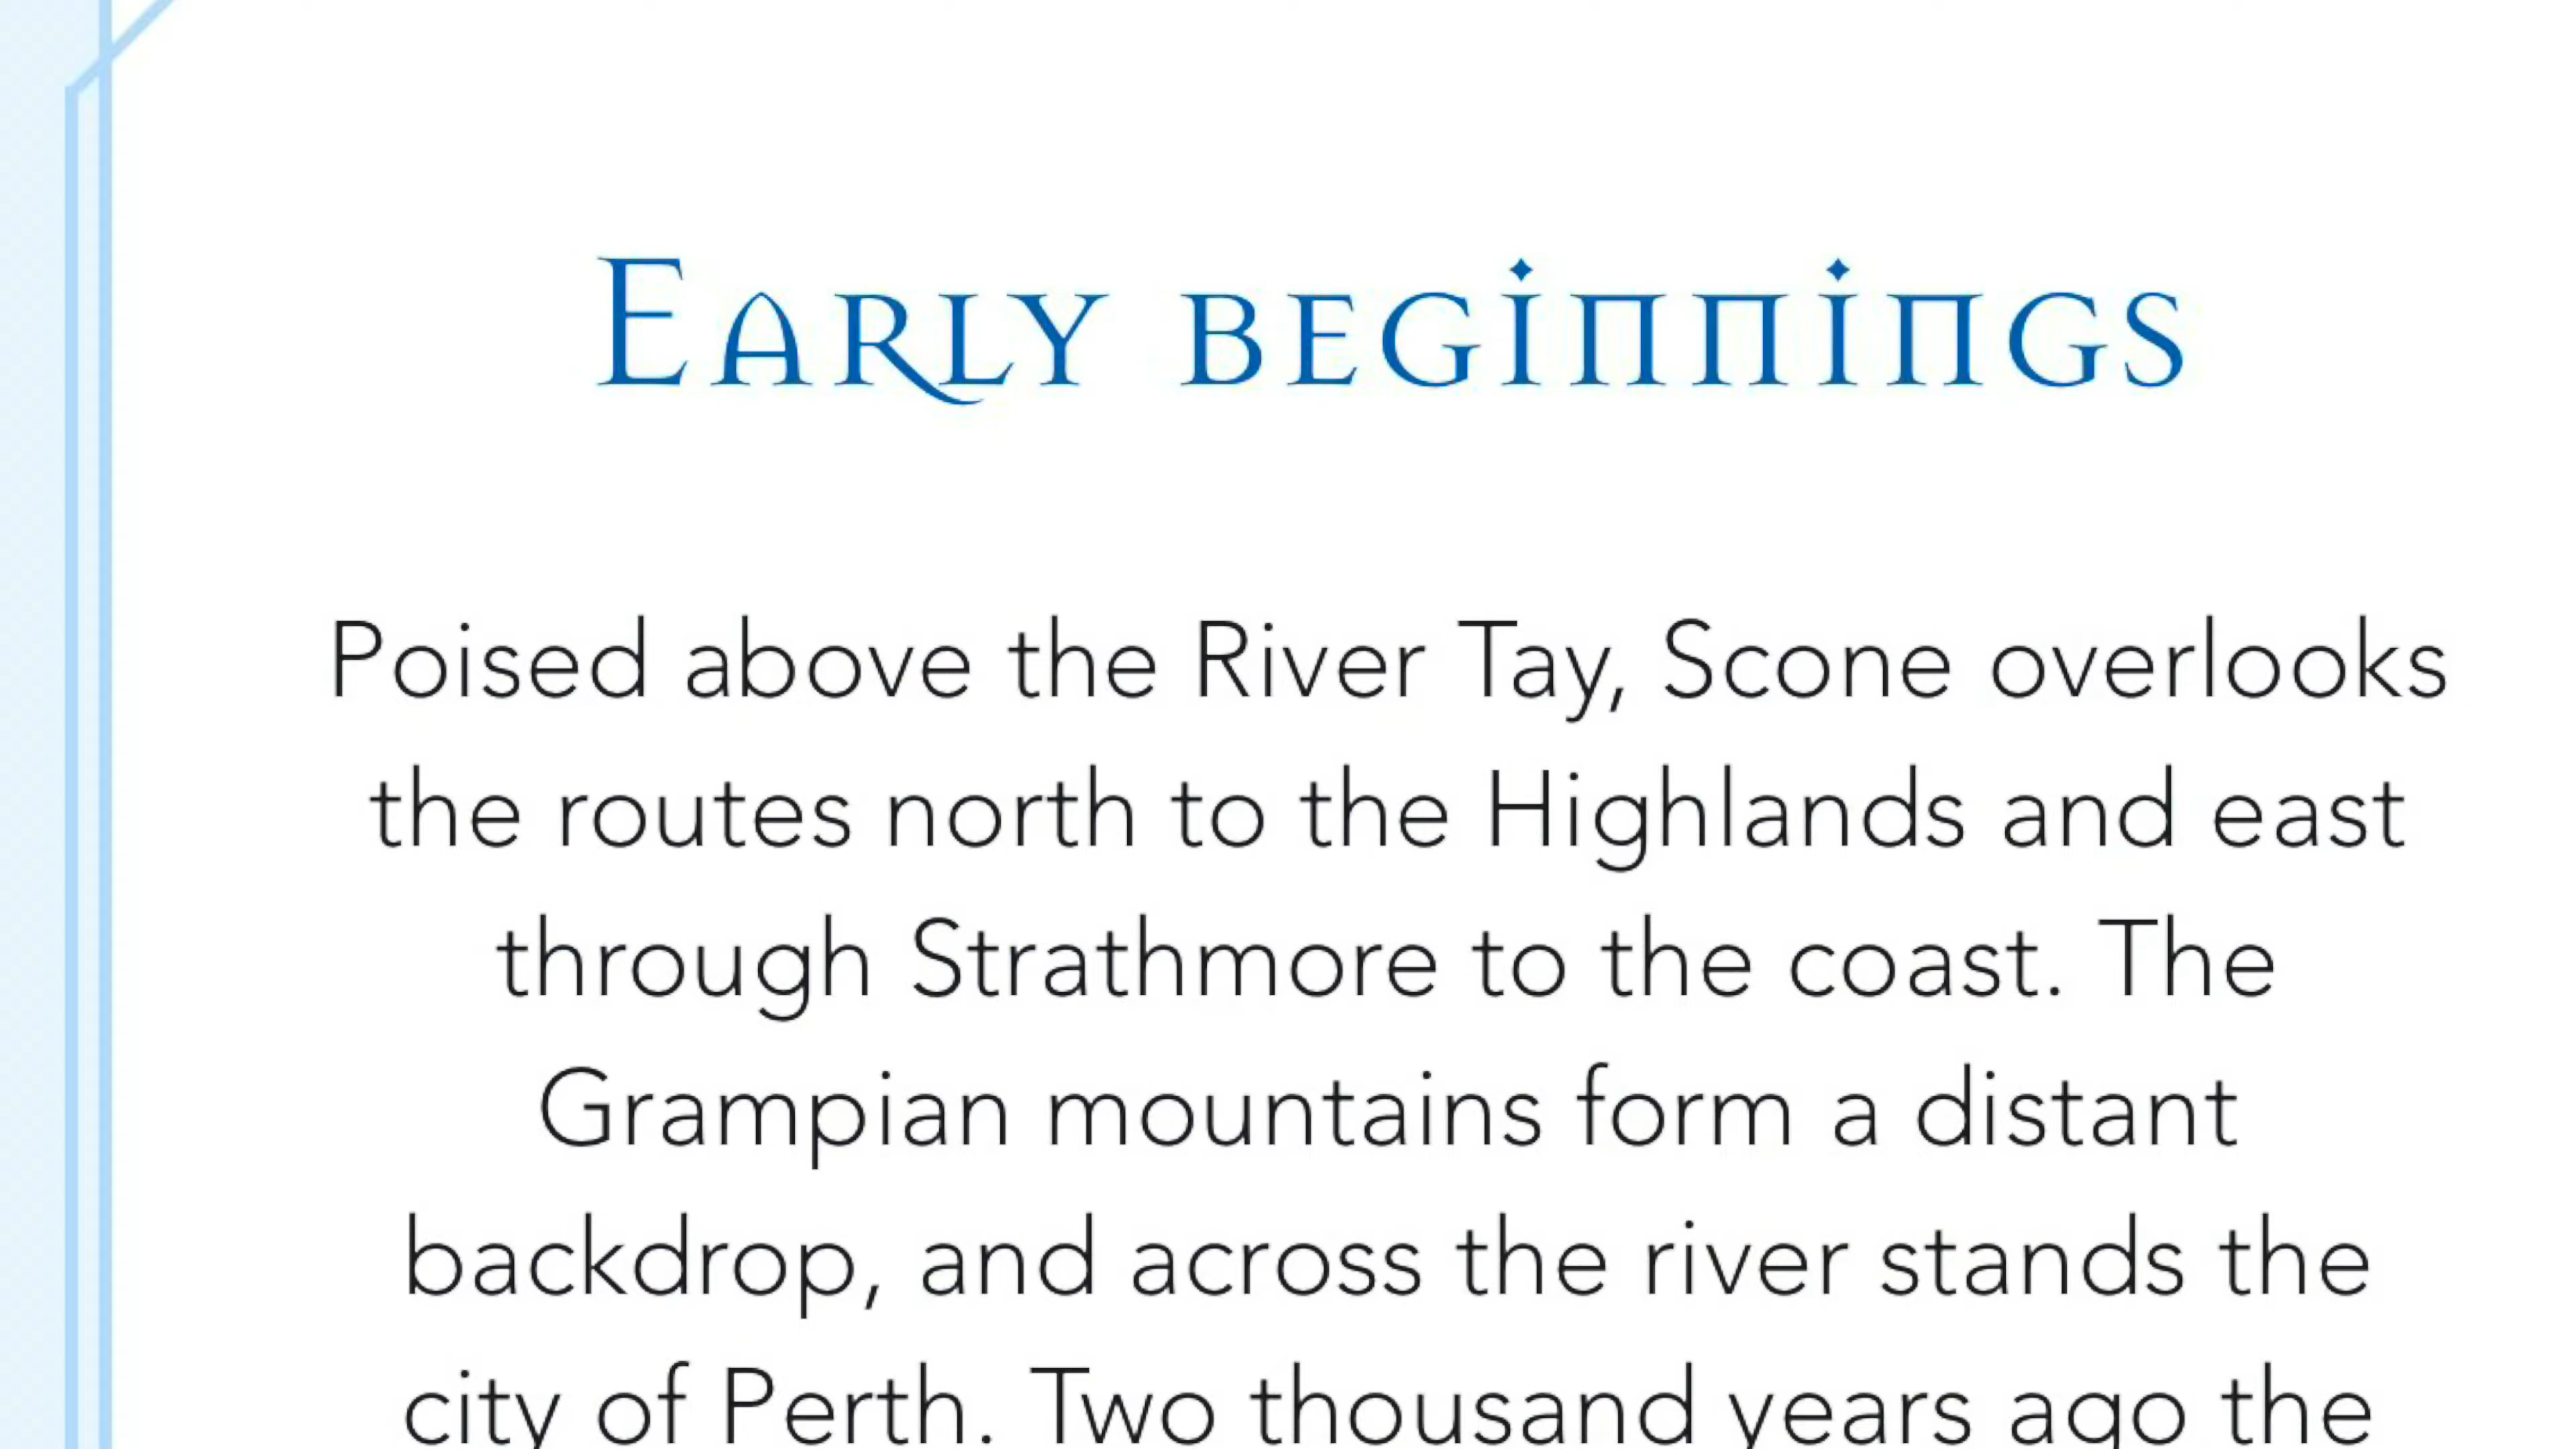 Early beginnings
Poised above the River Tay, Scone overlooks
the routes north to the Highlands and east
through Strathmore to the coast. The
Grampian mountains form a distant
backdrop, and across the river stands the
city of Perth. Two thousand years ago the